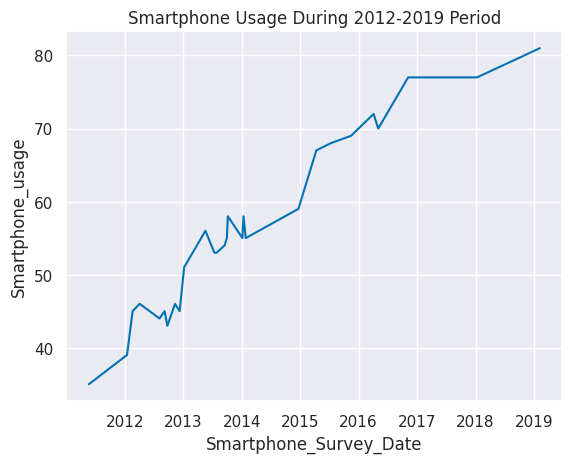 Smartphone Usage During 2012-2019 Period
80
70
60
50
40
Smartphone_usage
2012 2013 2014 2015 2016 2017 2018 2019
Smartphone_Survey_Date